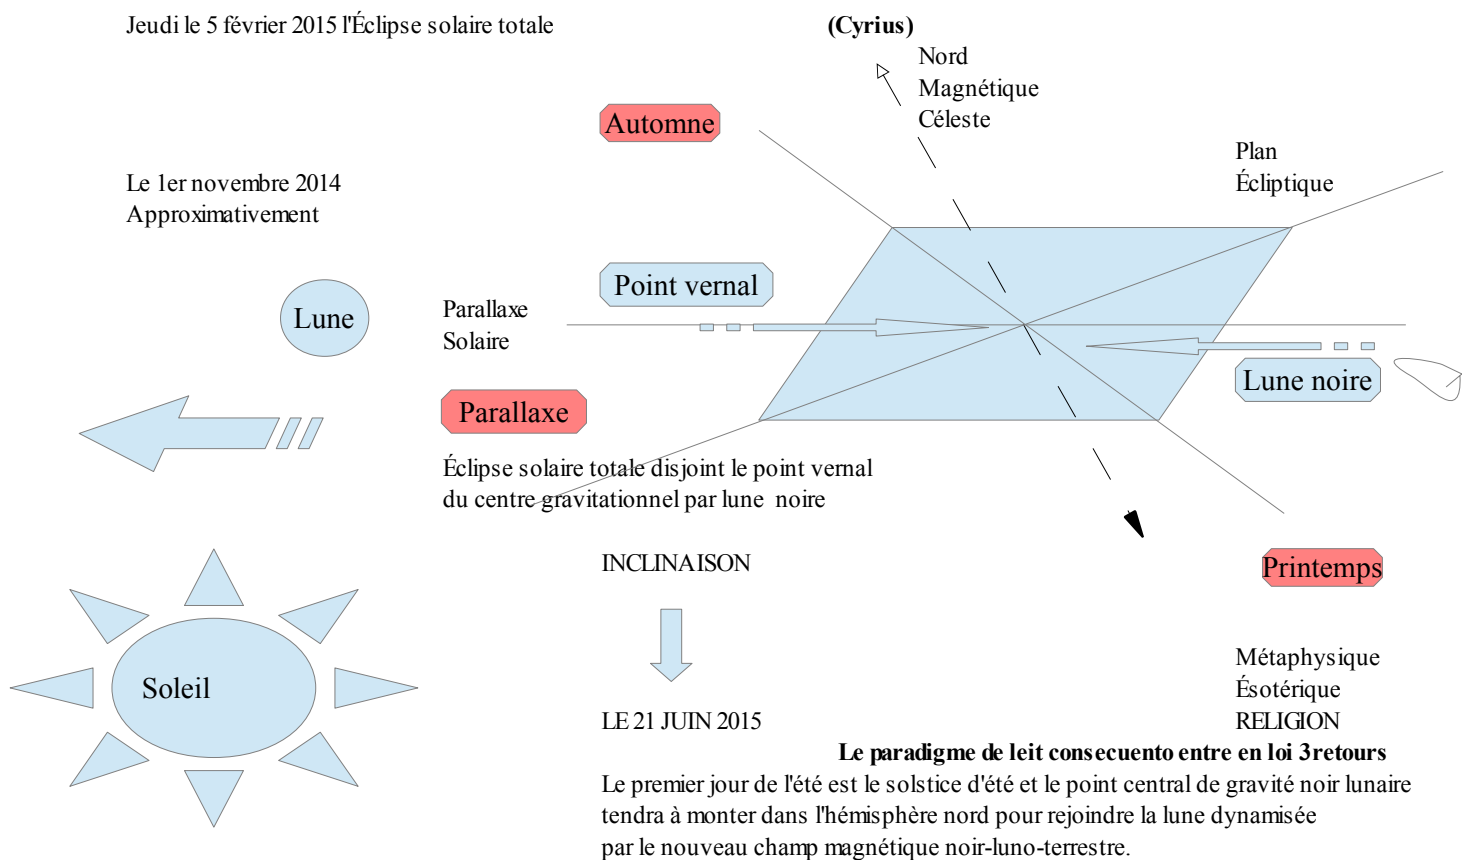 Jeudi le 5 février 2015 l'Éclipse solaire totale
(Cyrius)
Nord
Magnétique
Céleste
Automne
Plan
Écliptique
Le 1er novembre 2014
Approximativement
Point vernal
Lune
Parallaxe
Solaire
Lune noire
Parallaxe
Éclipse solaire totale disjoint le point vernal
du centre gravitationnel par lune noire
INCLINAISON
Printemps
Soleil
Métaphysique
Ésotérique
RELIGION
LE 21 JUIN 2015
Le paradigme de leit consecuento entre en loi 3retours
Le premier jour de l'été est le solstice d'été et le point central de gravité noir lunaire
tendra à monter dans l'hémisphère nord pour rejoindre la lune dynamisée
par le nouveau champ magnétique noir-luno-terrestre.